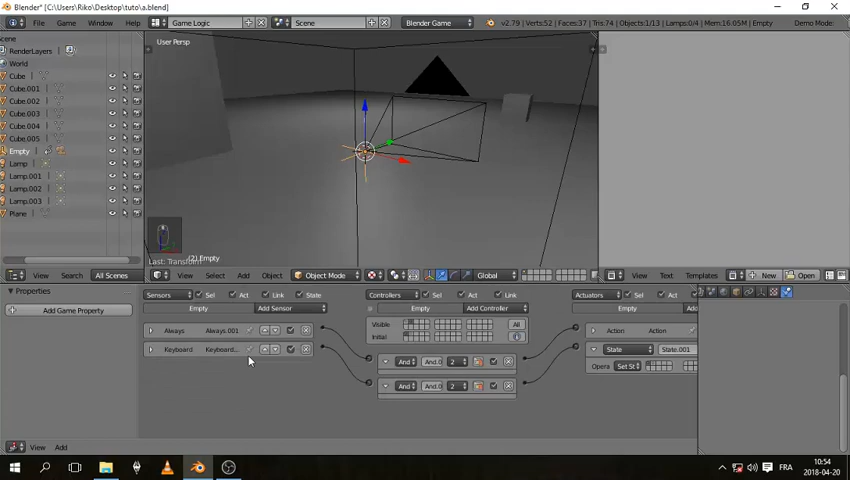 Blender* [C:\Users\Riko\Desktop\tuto\a.blend]
File Game Window Help Game Logic Scene Blender Game v2.79 | Verts:52 | Faces:37 | Tris:74 | Objects:1/13 | Lamps:0/4 | Mem:16.05M | Empty Demo Mode:
Scene
RenderLayers
World
Cube
Cube.001
Cube.002
Cube.003
Cube.004
Cube.005
Empty
Lamp
Lamp.001
Lamp.002
Lamp.003
Plane
User Persp
Last: Transform
(2) Empty
View Search All Scenes
View Select Add Object Object Mode Global
View Text Templates New Open
Properties
Add Game Property
Sensors Sel Act Link State
Empty Add Sensor
Always Always.001
Keyboard Keyboard...
Controllers Sel Act Link
Empty Add Controller
Visible All
Initial
And And.0 2
And And.0 2
Actuators Sel Act
Empty Ad
Action Action
State State.001
Opera Set St
View Add
FRA 10:54
2018-04-20